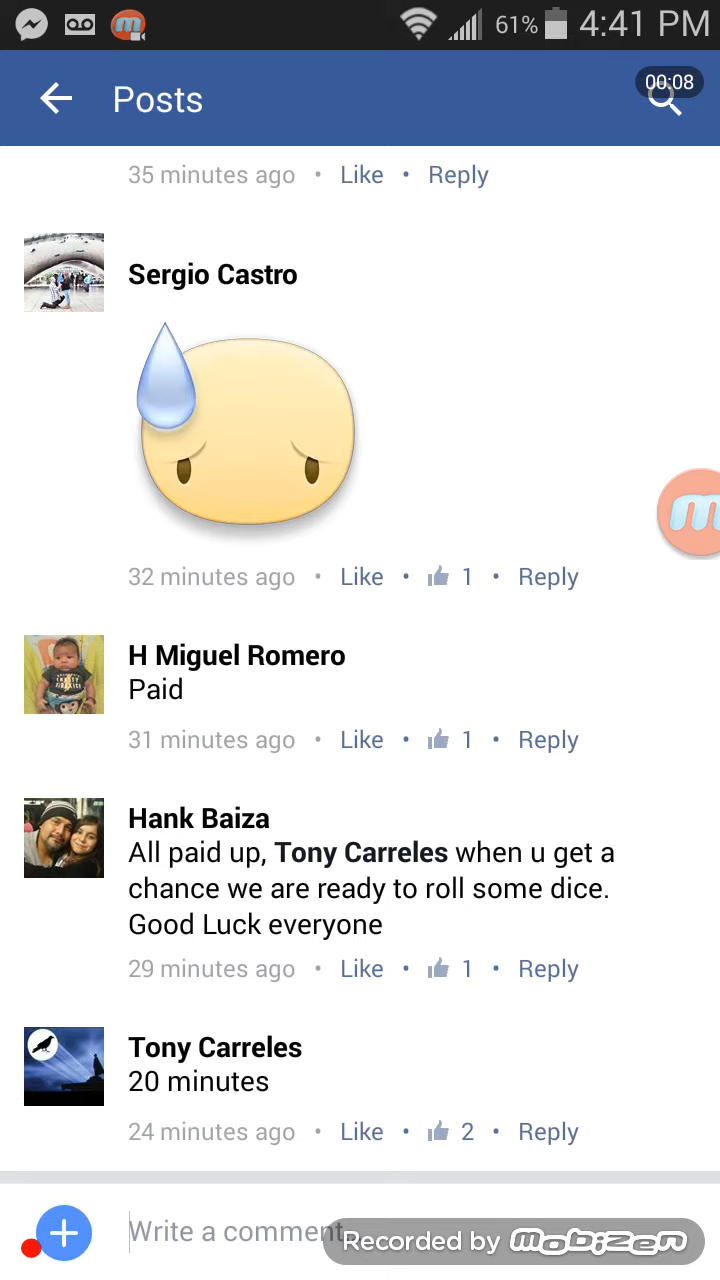 61% 4:41 PM
Posts
00:08
35 minutes ago • Like • Reply
Sergio Castro
32 minutes ago • Like • 1 • Reply
H Miguel Romero
Paid
31 minutes ago • Like • 1 • Reply
Hank Baiza
All paid up, Tony Carreles when u get a
chance we are ready to roll some dice.
Good Luck everyone
29 minutes ago • Like • 1 • Reply
Tony Carreles
20 minutes
24 minutes ago • Like • 2 • Reply
Write a comment
Recorded by mobizen